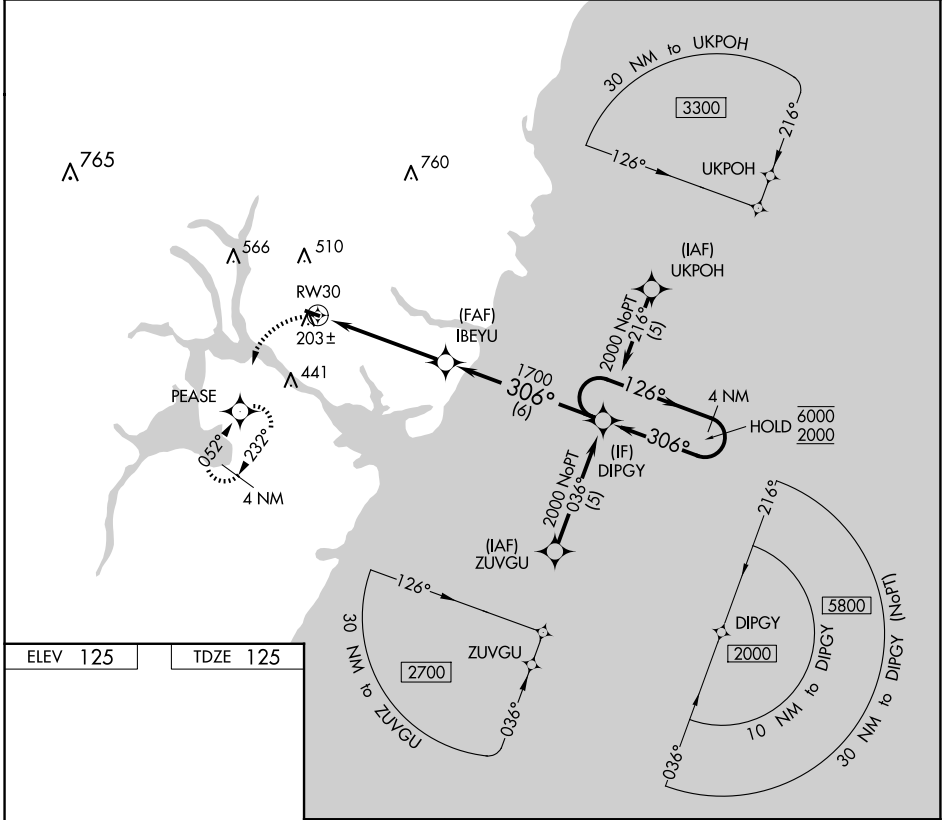 30 NM to UKPOH
3300
216°
126°
UKPOH
765
760
566
510
(IAF)
UKPOH
RW30
203±
(FAF)
IBEYU
2000 NoPT
216°
(5)
441
1700
306°
(6)
126°
4 NM
HOLD
6000
2000
306°
PEASE
052°
232°
4 NM
(IF)
DIPGY
2000 NoPT
036°
(5)
(IAF)
ZUVGU
216°
126°
30 NM to ZUVGU
2700
ZUVGU
036°
DIPGY
2000
5800
10 NM to DIPGY
30 NM to DIPGY (NoPT)
036°
ELEV 125
TDZE 125